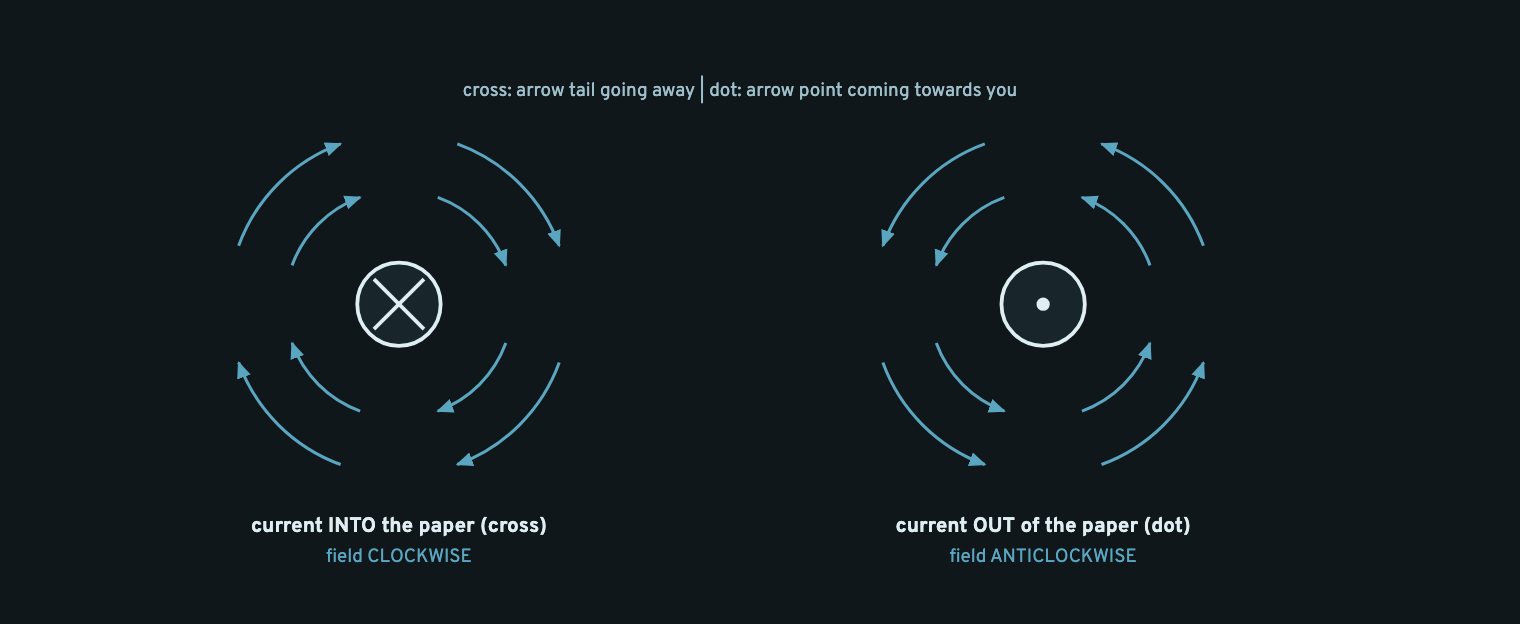 cross: arrow tail going away | dot: arrow point coming towards you
current INTO the paper (cross)
field CLOCKWISE
current OUT of the paper (dot)
field ANTICLOCKWISE